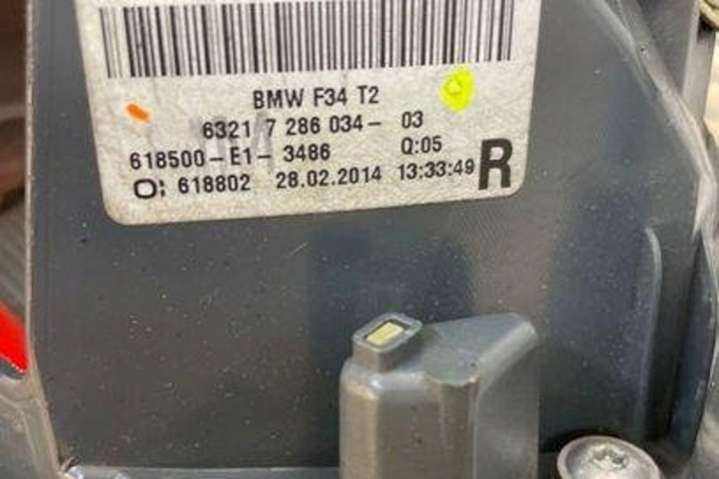 BMW F34 T2
6321 7 286 034- 03
618500-E1- 3486 Q:05
O: 618802 28.02.2014 13:33:49 R